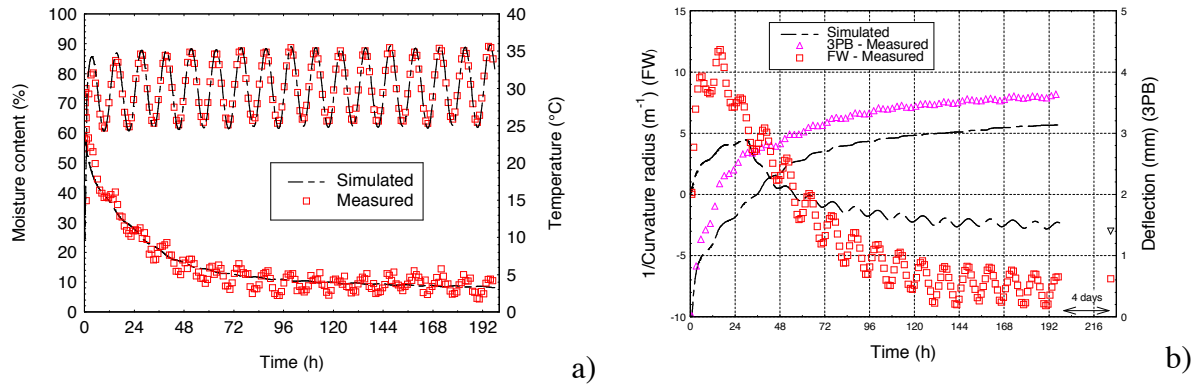 100
90
80
70
60
50
40
30
20
10
0
Moisture content (%)
40
35
30
25
20
15
10
5
0
Temperature (°C)
Simulated
Measured
0 24 48 72 96 120 144 168 192
Time (h)
a)
15
10
5
0
-5
-10
1/Curvature radius (m⁻¹) (FW)
Simulated
3PB - Measured
FW - Measured
5
4
3
2
1
0
Deflection (mm) (3PB)
4 days
0 24 48 72 96 120 144 168 192 216
Time (h)
b)